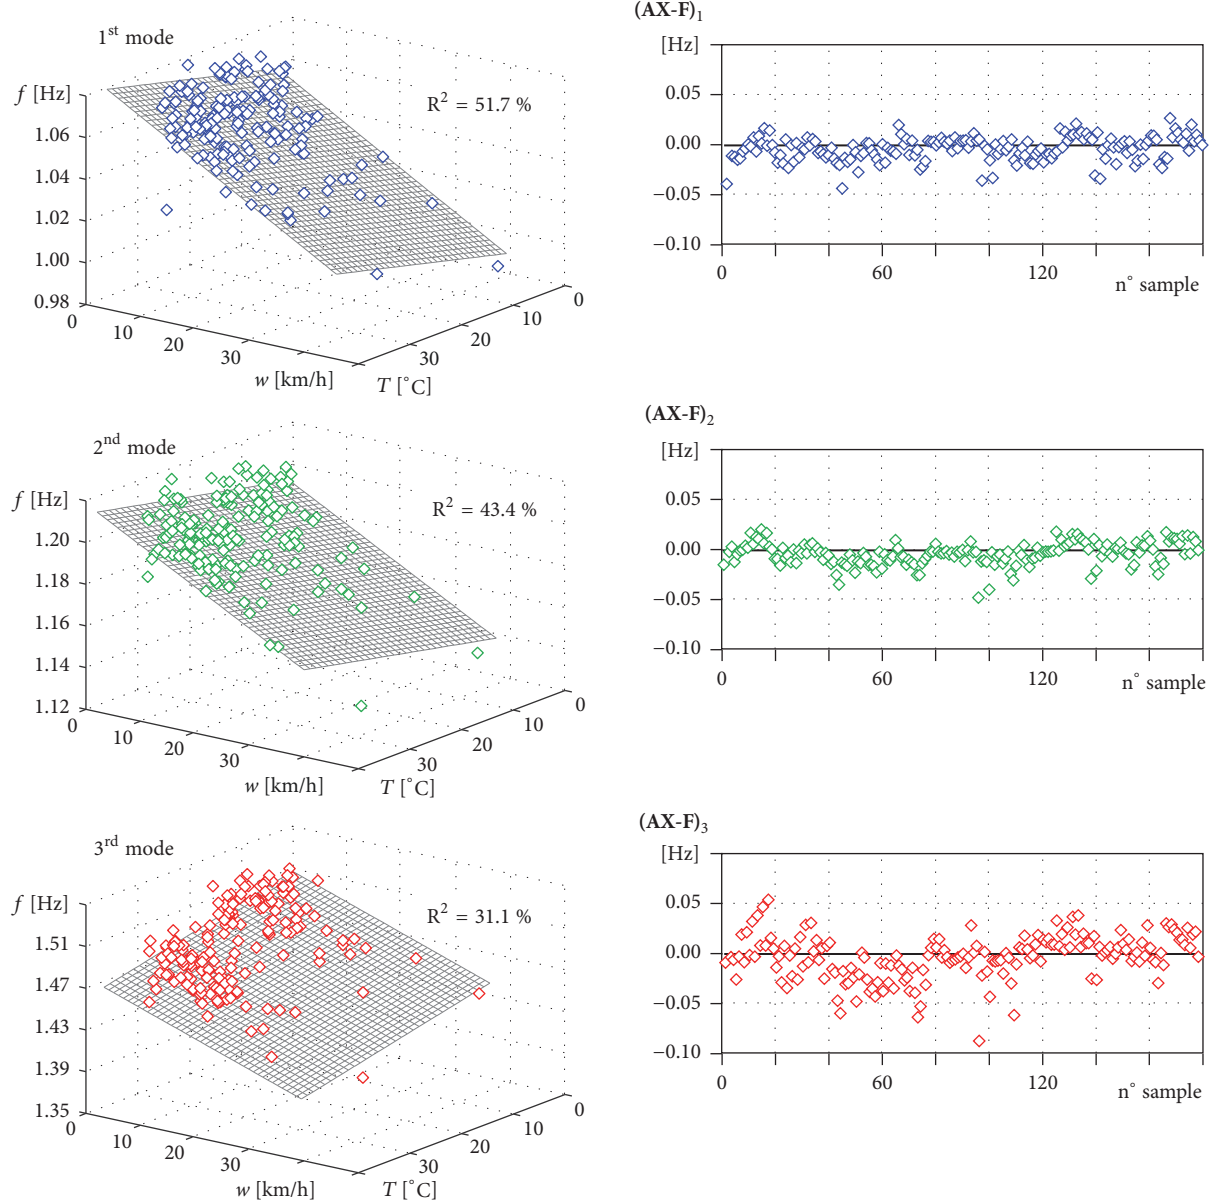 1st mode
f [Hz]
R² = 51.7 %
1.06
1.04
1.02
1.00
0.98
0
10
20
30
w [km/h]
T [°C]
30
20
10
0
(AX-F)1
[Hz]
0.05
0.00
−0.05
−0.10
0
60
120
n° sample
2nd mode
f [Hz]
R² = 43.4 %
1.20
1.18
1.16
1.14
1.12
0
10
20
30
w [km/h]
T [°C]
30
20
10
0
(AX-F)2
[Hz]
0.05
0.00
−0.05
−0.10
0
60
120
n° sample
3rd mode
f [Hz]
R² = 31.1 %
1.51
1.47
1.43
1.39
1.35
0
10
20
30
w [km/h]
T [°C]
30
20
10
0
(AX-F)3
[Hz]
0.05
0.00
−0.05
−0.10
0
60
120
n° sample